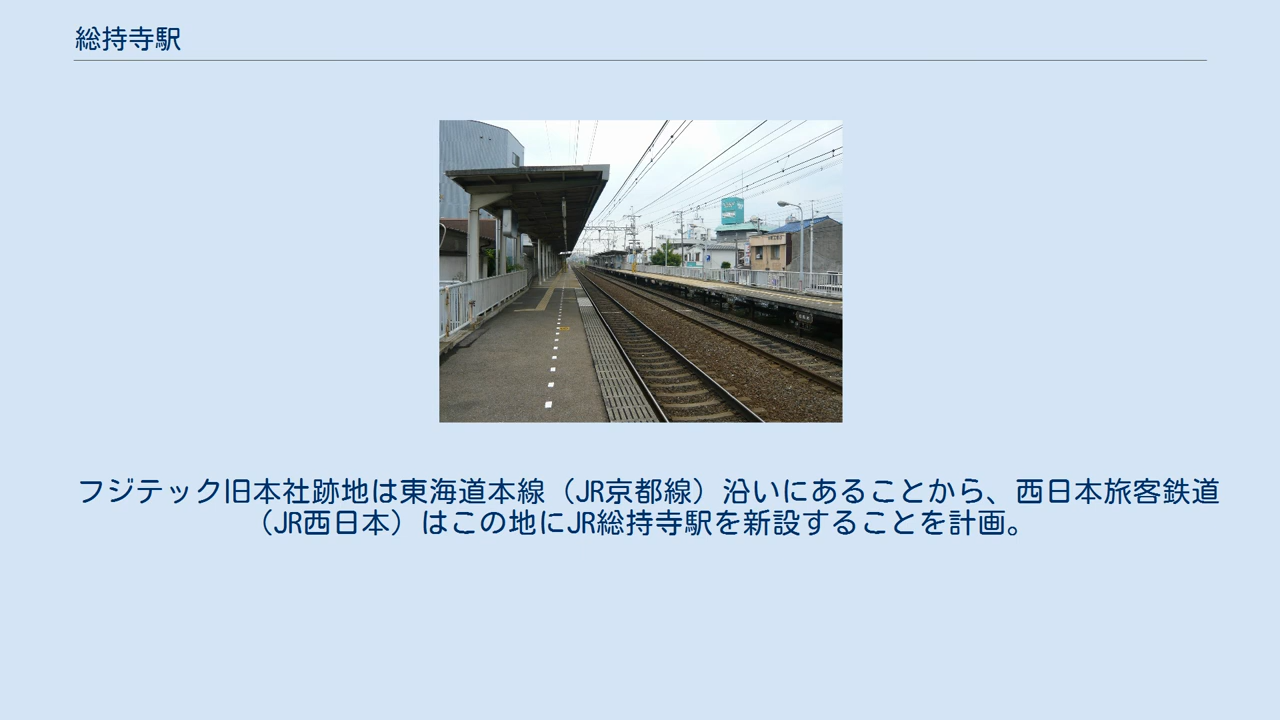 総持寺駅
フジテック旧本社跡地は東海道本線（JR京都線）沿いにあることから、西日本旅客鉄道
（JR西日本）はこの地にJR総持寺駅を新設することを計画。